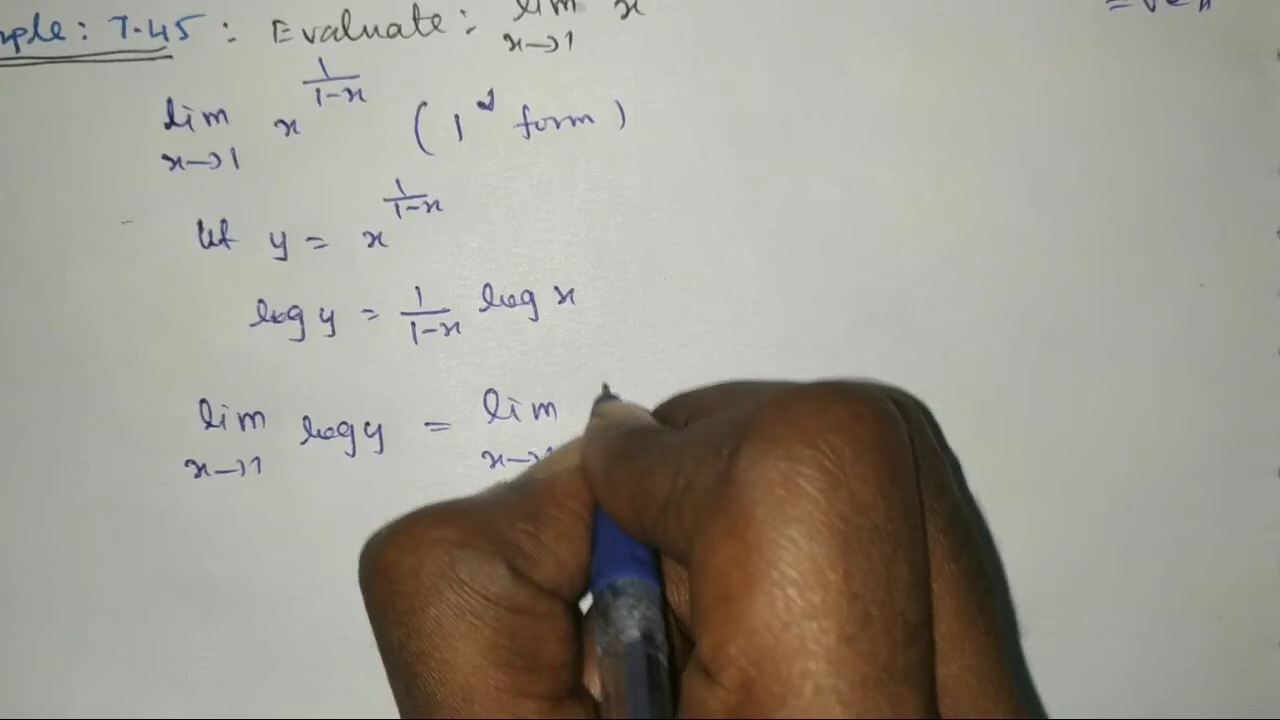 mple: 7.45 : Evaluate: lim x→1 x
lim x→1 x^(1/(1-x)) (1^∞ form)
let y = x^(1/(1-x))
log y = 1/(1-x) log x
lim x→1 log y = lim